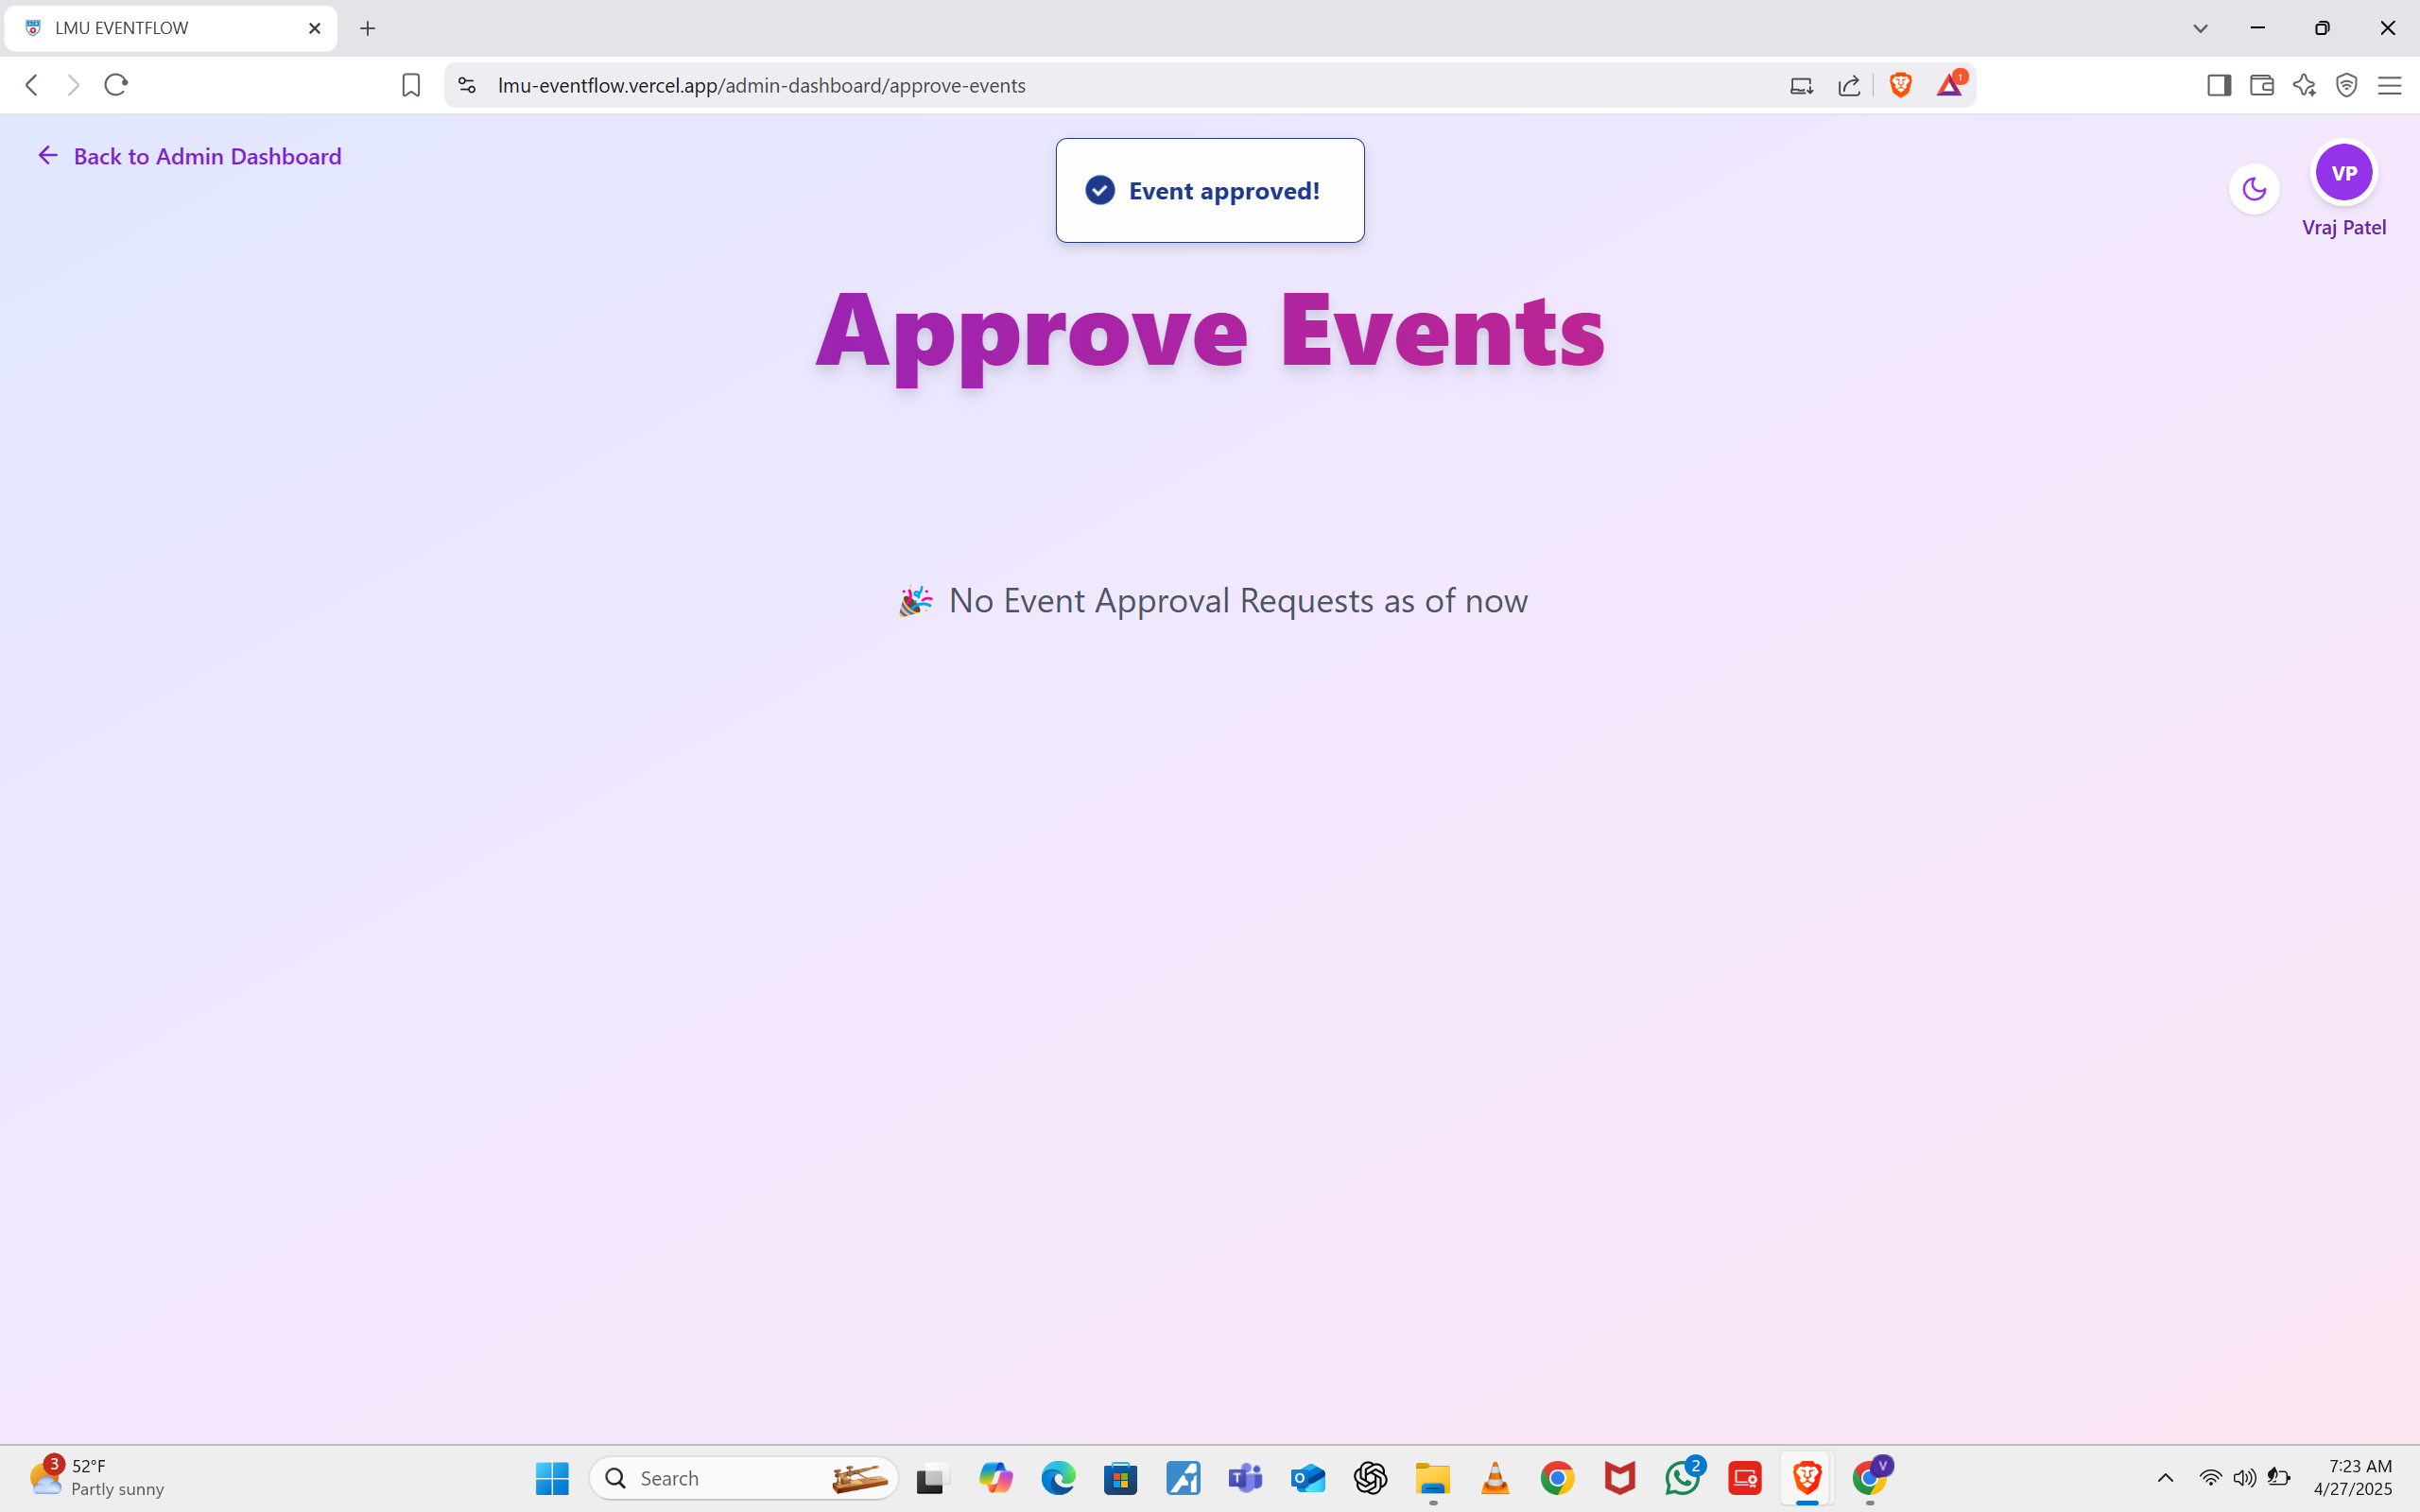 LMU EVENTFLOW
lmu-eventflow.vercel.app/admin-dashboard/approve-events
1
Back to Admin Dashboard
Event approved!
VP
Vraj Patel
Approve Events
🎉 No Event Approval Requests as of now
3
52°F
Partly sunny
Search
T
O
2
V
7:23 AM
4/27/2025